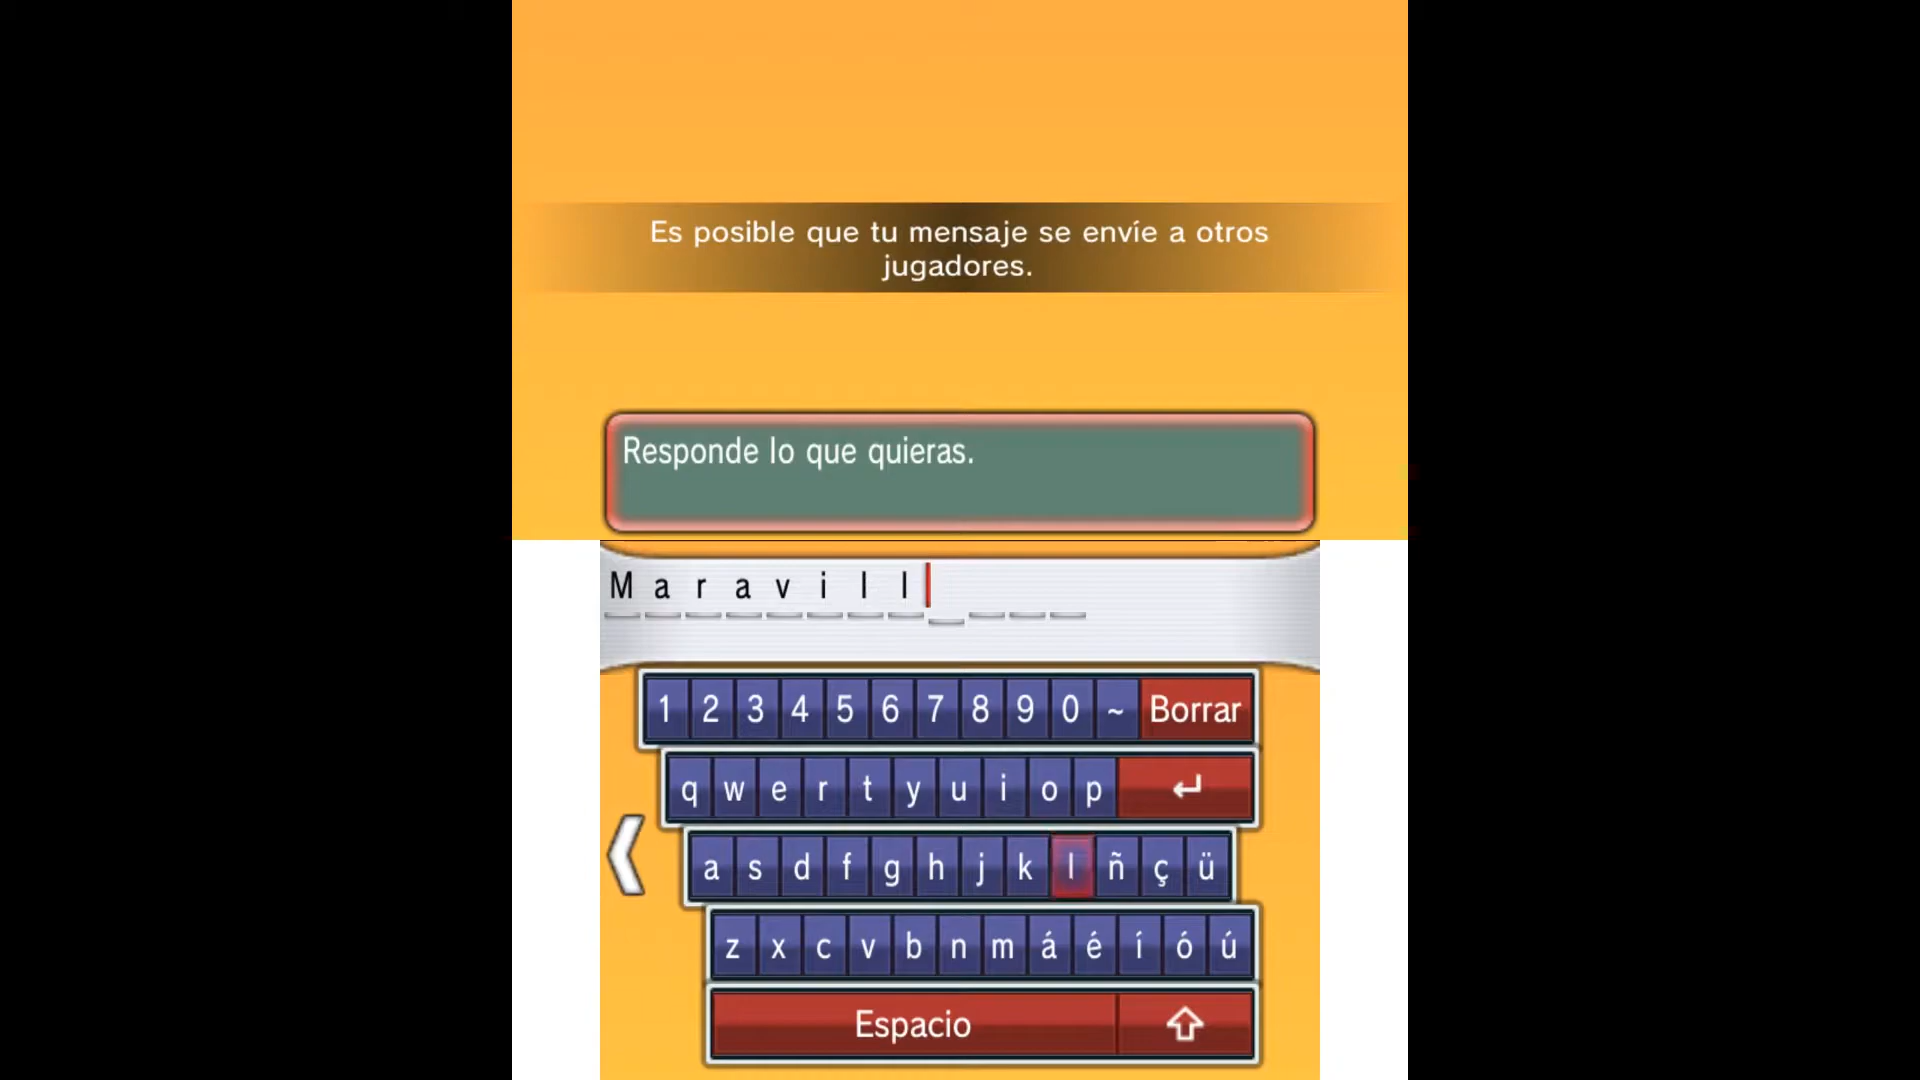 Es posible que tu mensaje se envíe a otros
jugadores.
Responde lo que quieras.
Maravill
1 2 3 4 5 6 7 8 9 0 ~ Borrar
q w e r t y u i o p
a s d f g h j k l ñ ç ü
z x c v b n m á é í ó ú
Espacio